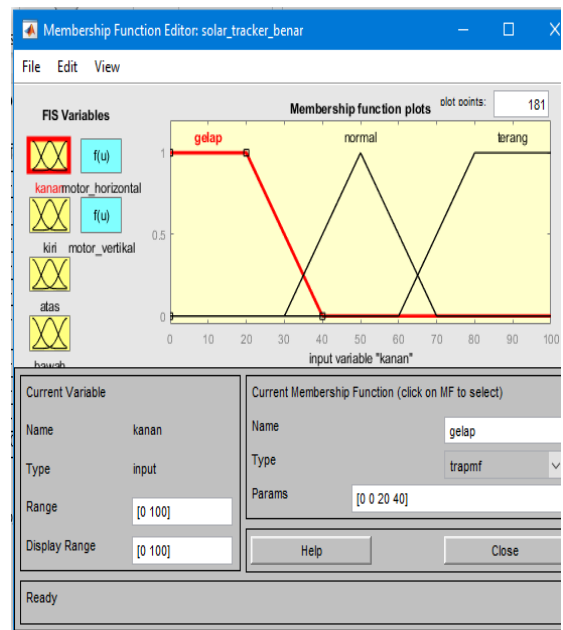 Membership Function Editor: solar_tracker_benar
File Edit View
FIS Variables
Membership function plots
plot points:
181
f(u)
kanan motor_horizontal
f(u)
kiri motor_vertikal
atas
bawah
gelap normal terang
1
0.5
0
0 10 20 30 40 50 60 70 80 90 100
input variable "kanan"
Current Variable
Name kanan
Type input
Range [0 100]
Display Range [0 100]
Current Membership Function (click on MF to select)
Name gelap
Type trapmf
Params [0 0 20 40]
Help Close
Ready